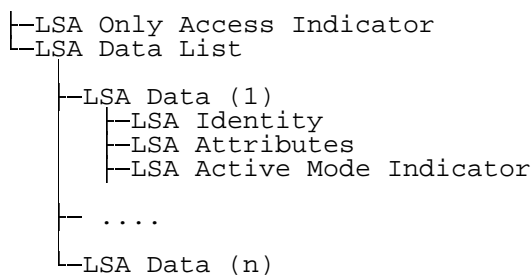 LSA Only Access Indicator
LSA Data List
LSA Data (1)
LSA Identity
LSA Attributes
LSA Active Mode Indicator
....
LSA Data (n)